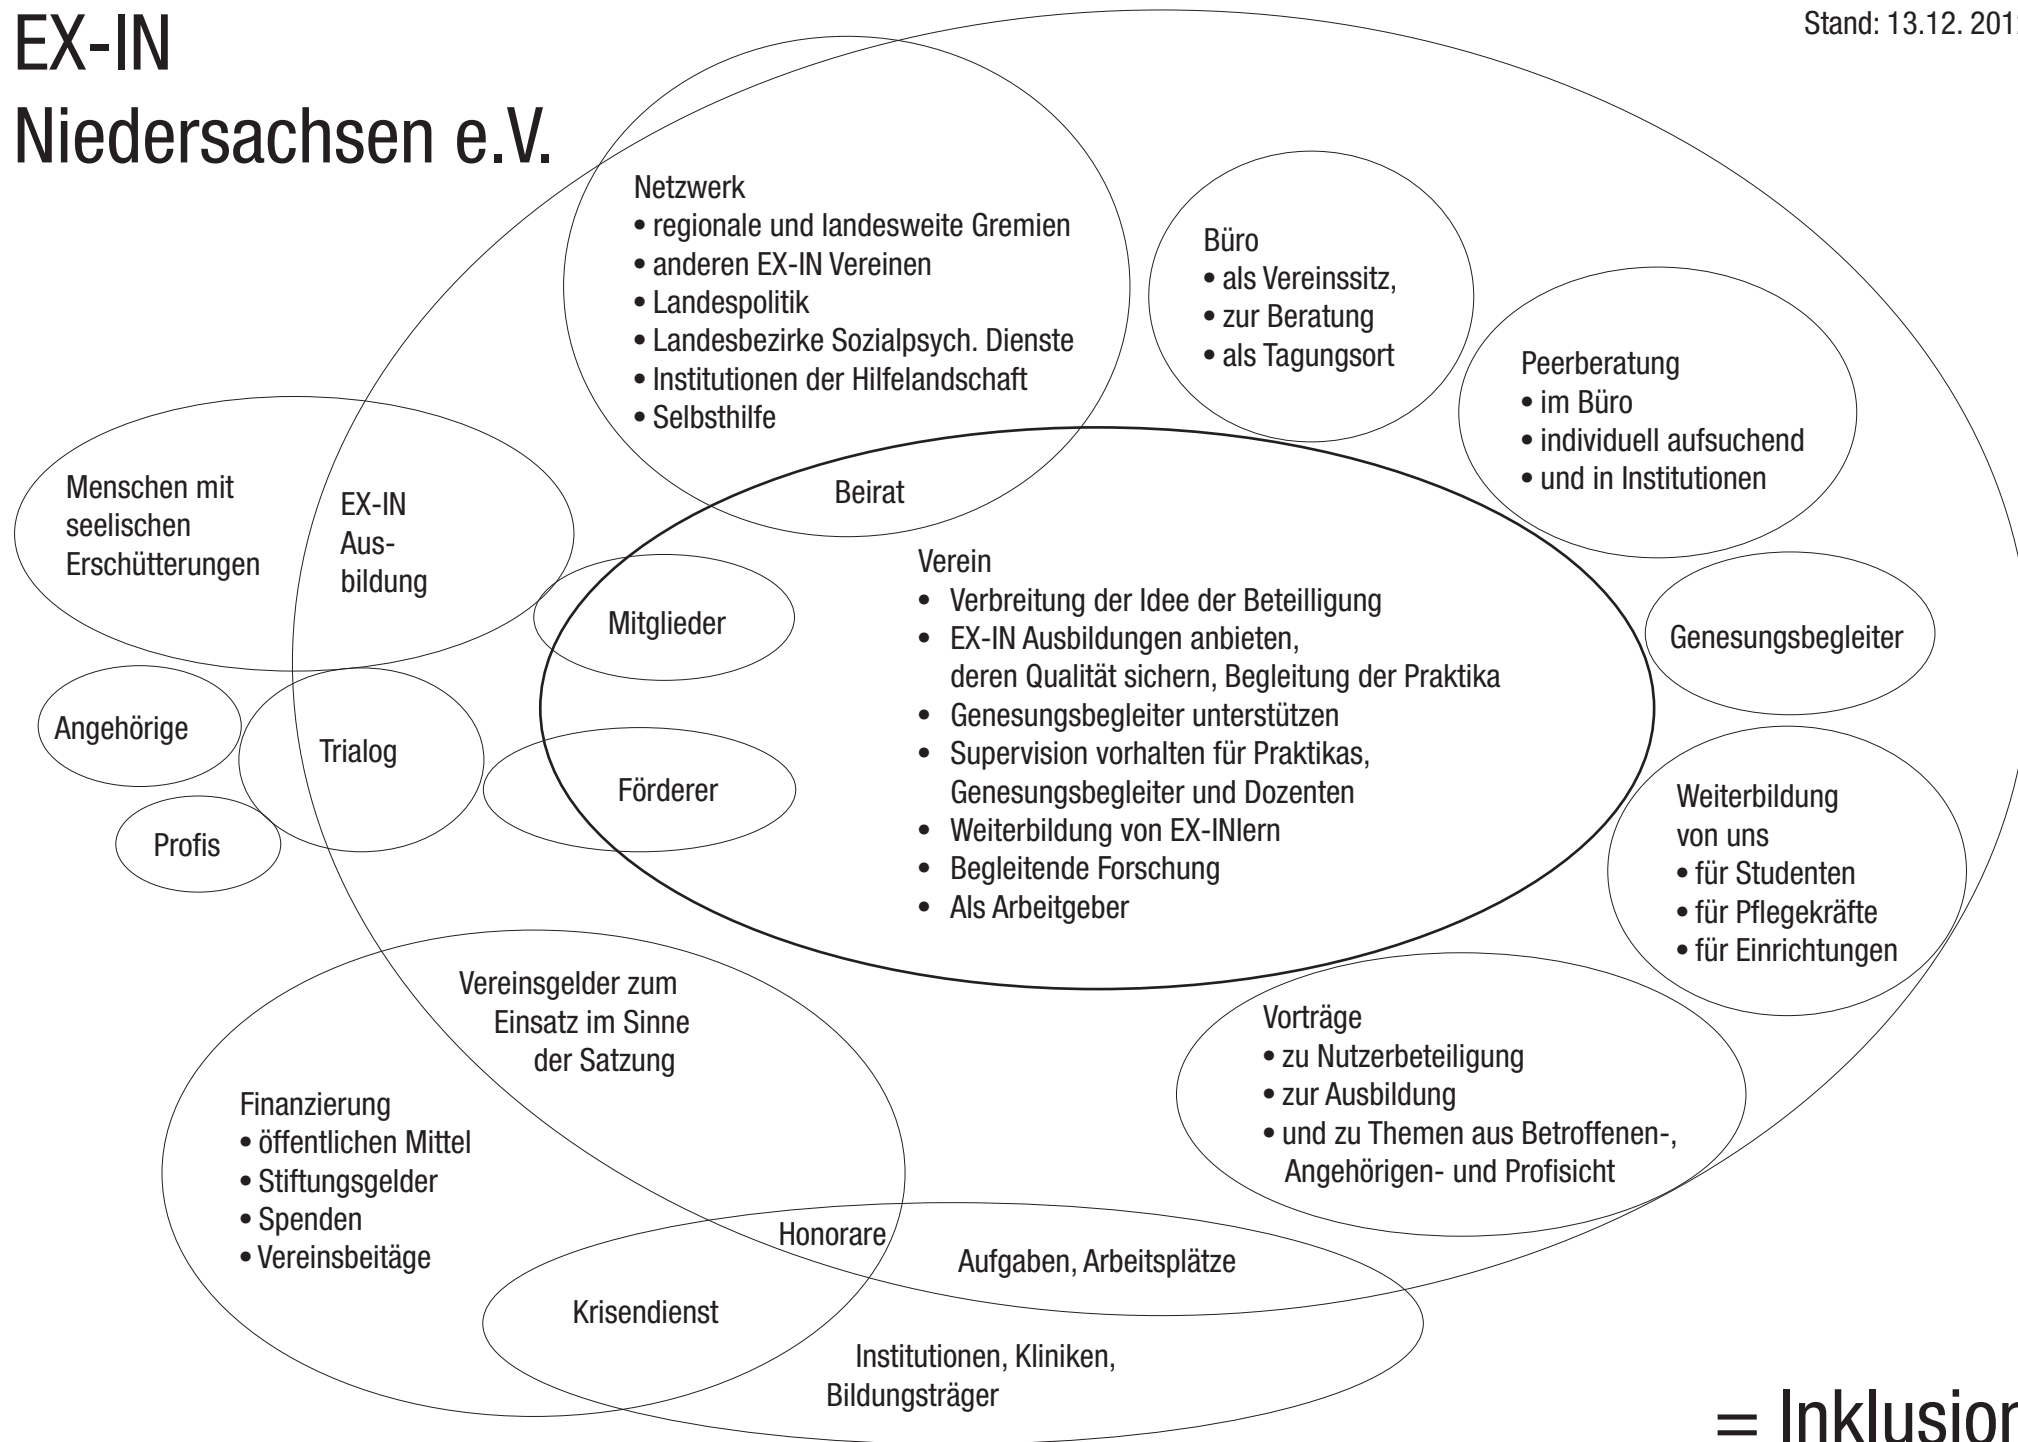 EX-IN
Niedersachsen e.V.
Stand: 13.12. 201
Netzwerk
• regionale und landesweite Gremien
• anderen EX-IN Vereinen
• Landespolitik
• Landesbezirke Sozialpsych. Dienste
• Institutionen der Hilfelandschaft
• Selbsthilfe
Büro
• als Vereinssitz,
• zur Beratung
• als Tagungsort
Peerberatung
• im Büro
• individuell aufsuchend
• und in Institutionen
Menschen mit
seelischen
Erschütterungen
EX-IN
Aus-
bildung
Beirat
Mitglieder
Verein
• Verbreitung der Idee der Beteilligung
• EX-IN Ausbildungen anbieten,
deren Qualität sichern, Begleitung der Praktika
• Genesungsbegleiter unterstützen
• Supervision vorhalten für Praktikas,
Genesungsbegleiter und Dozenten
• Weiterbildung von EX-INlern
• Begleitende Forschung
• Als Arbeitgeber
Genesungsbegleiter
Angehörige
Trialog
Profis
Förderer
Weiterbildung
von uns
• für Studenten
• für Pflegekräfte
• für Einrichtungen
Vereinsgelder zum
Einsatz im Sinne
der Satzung
Vorträge
• zu Nutzerbeteiligung
• zur Ausbildung
• und zu Themen aus Betroffenen-,
Angehörigen- und Profisicht
Finanzierung
• öffentlichen Mittel
• Stiftungsgelder
• Spenden
• Vereinsbeitäge
Honorare
Aufgaben, Arbeitsplätze
Krisendienst
Institutionen, Kliniken,
Bildungsträger
= Inklusion